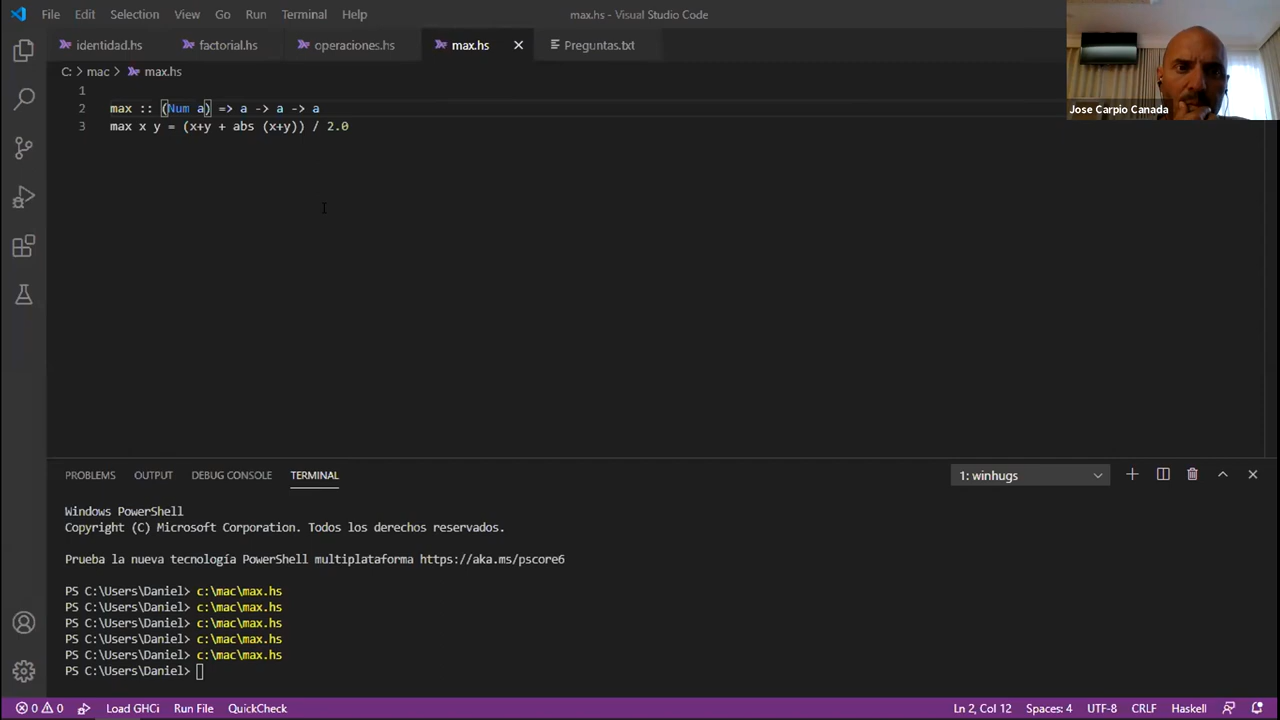 File Edit Selection View Go Run Terminal Help
max.hs - Visual Studio Code
identidad.hs
factorial.hs
operaciones.hs
max.hs
Preguntas.txt
C: > mac > max.hs
Jose Carpio Canada
1
2 max :: (Num a) => a -> a -> a
3 max x y = (x+y + abs (x+y)) / 2.0
PROBLEMS OUTPUT DEBUG CONSOLE TERMINAL
1: winhugs
Windows PowerShell
Copyright (C) Microsoft Corporation. Todos los derechos reservados.
Prueba la nueva tecnología PowerShell multiplataforma https://aka.ms/pscore6
PS C:\Users\Daniel> c:\mac\max.hs
PS C:\Users\Daniel> c:\mac\max.hs
PS C:\Users\Daniel> c:\mac\max.hs
PS C:\Users\Daniel> c:\mac\max.hs
PS C:\Users\Daniel> c:\mac\max.hs
PS C:\Users\Daniel>
0 0 Load GHCi Run File QuickCheck
Ln 2, Col 12 Spaces: 4 UTF-8 CRLF Haskell